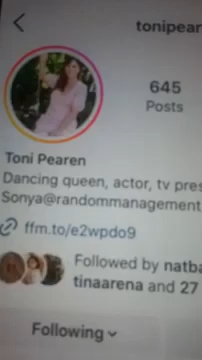 tonipear
645
Posts
Toni Pearen
Dancing queen, actor, tv pres
Sonya@randommanagement
ffm.to/e2wpdo9
Followed by natba
tinaarena and 27
Following